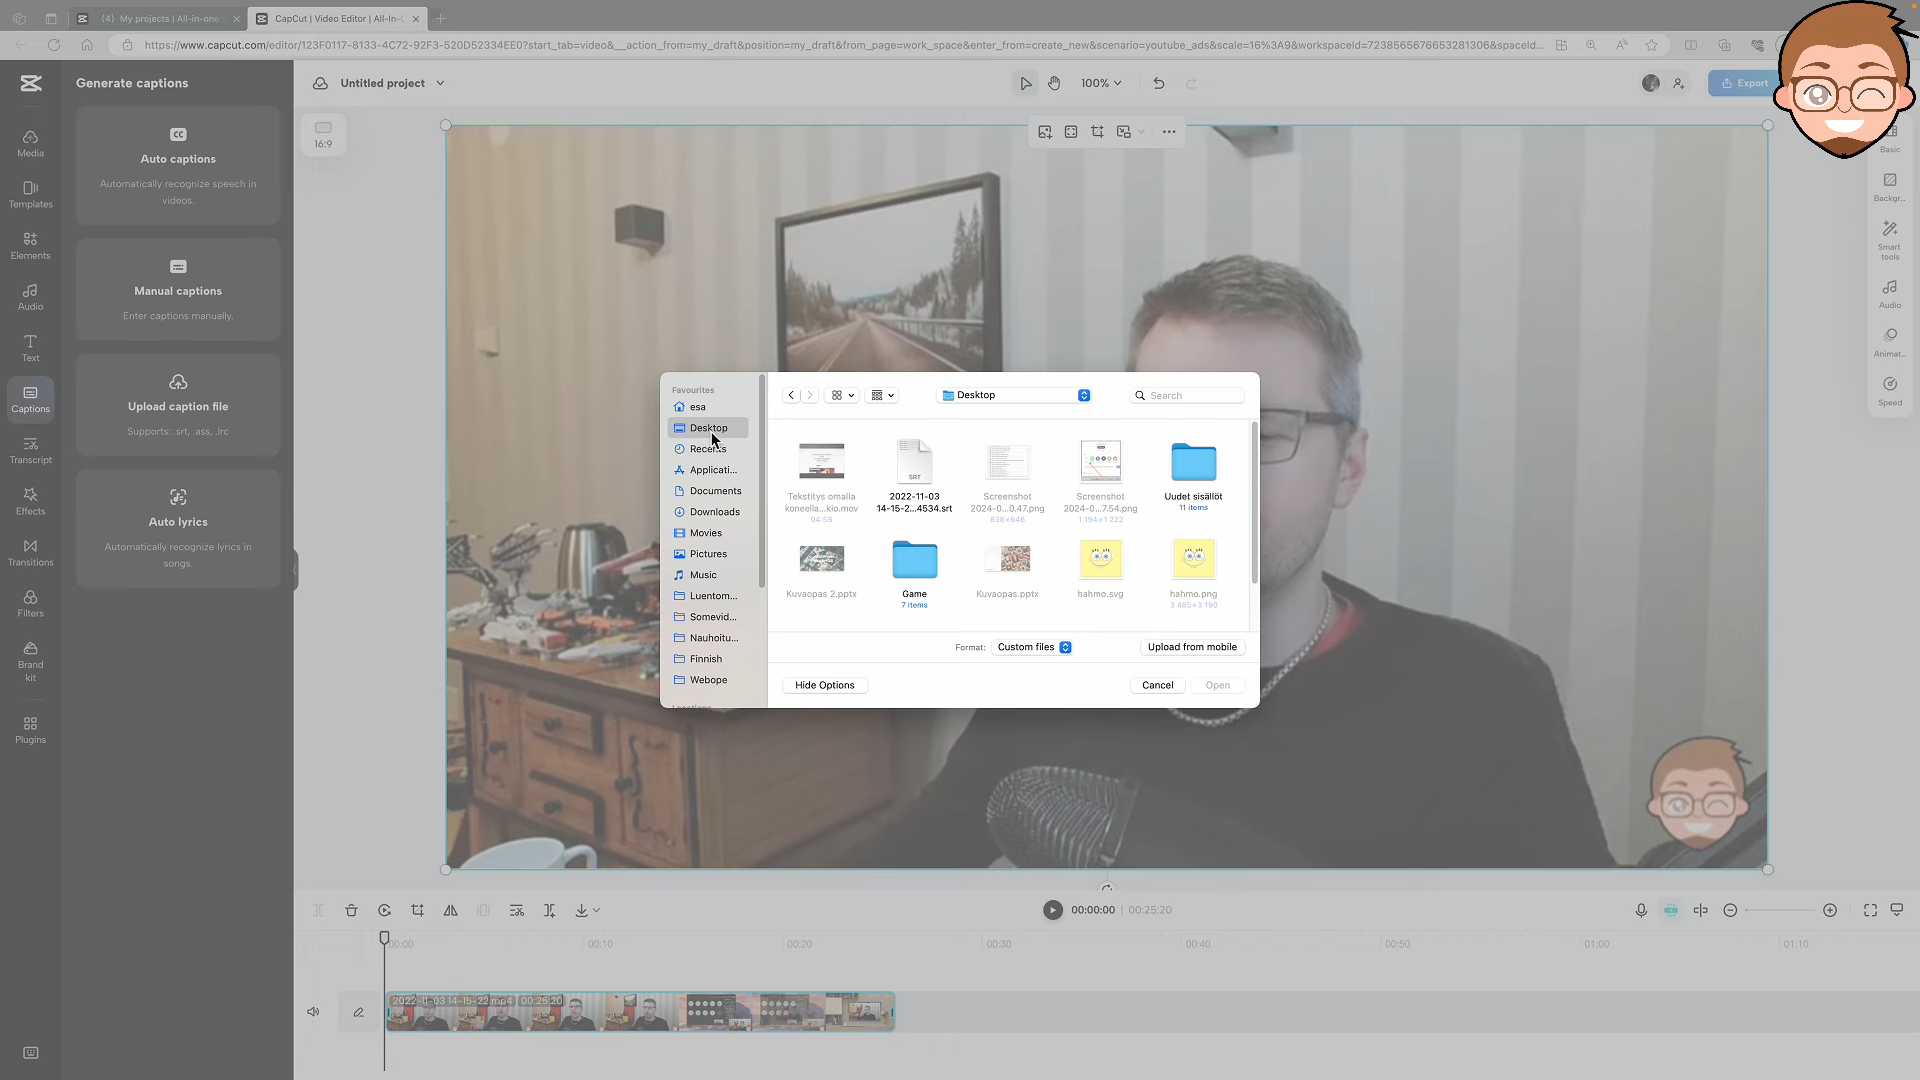 (4) My projects | All-in-one
CapCut | Video Editor | All-In-
https://www.capcut.com/editor/123F0117-8133-4C72-92F3-520D52334EE0?start_tab=video&__action_from=my_draft&position=my_draft&from_page=work_space&enter_from=create_new&scenario=youtube_ads&scale=16%3A9&workspaceId=7238565676653281306&spaceId...
Generate captions
Untitled project
100%
Export
Media
Templates
Elements
Audio
Text
Captions
Transcript
Effects
Transitions
Filters
Brand
kit
Plugins
CC
Auto captions
Automatically recognize speech in
videos.
Manual captions
Enter captions manually.
Upload caption file
Supports: .srt, .ass, .lrc
Auto lyrics
Automatically recognize lyrics in
songs.
16:9
Basic
Backgr...
Smart
tools
Audio
Animat...
Speed
Favourites
esa
Desktop
Recents
Applicati...
Documents
Downloads
Movies
Pictures
Music
Luentom...
Somevid...
Nauhoitu...
Finnish
Webope
Locations
Desktop
Search
Tekstitys omalla
koneella...kio.mov
04:58
SRT
2022-11-03
14-15-2...4534.srt
Screenshot
2024-0...0.47.png
838×646
Screenshot
2024-0...7.54.png
1 194×1 222
Uudet sisällöt
11 items
Kuvaopas 2.pptx
Game
7 items
Kuvaopas.pptx
hahmo.svg
hahmo.png
3 465×3 190
Format:
Custom files
Upload from mobile
Hide Options
Cancel
Open
00:00:00 | 00:25:20
00:00
00:10
00:20
00:30
00:40
00:50
01:00
01:10
2022-11-03 14-15-22.mp4
00:25:20